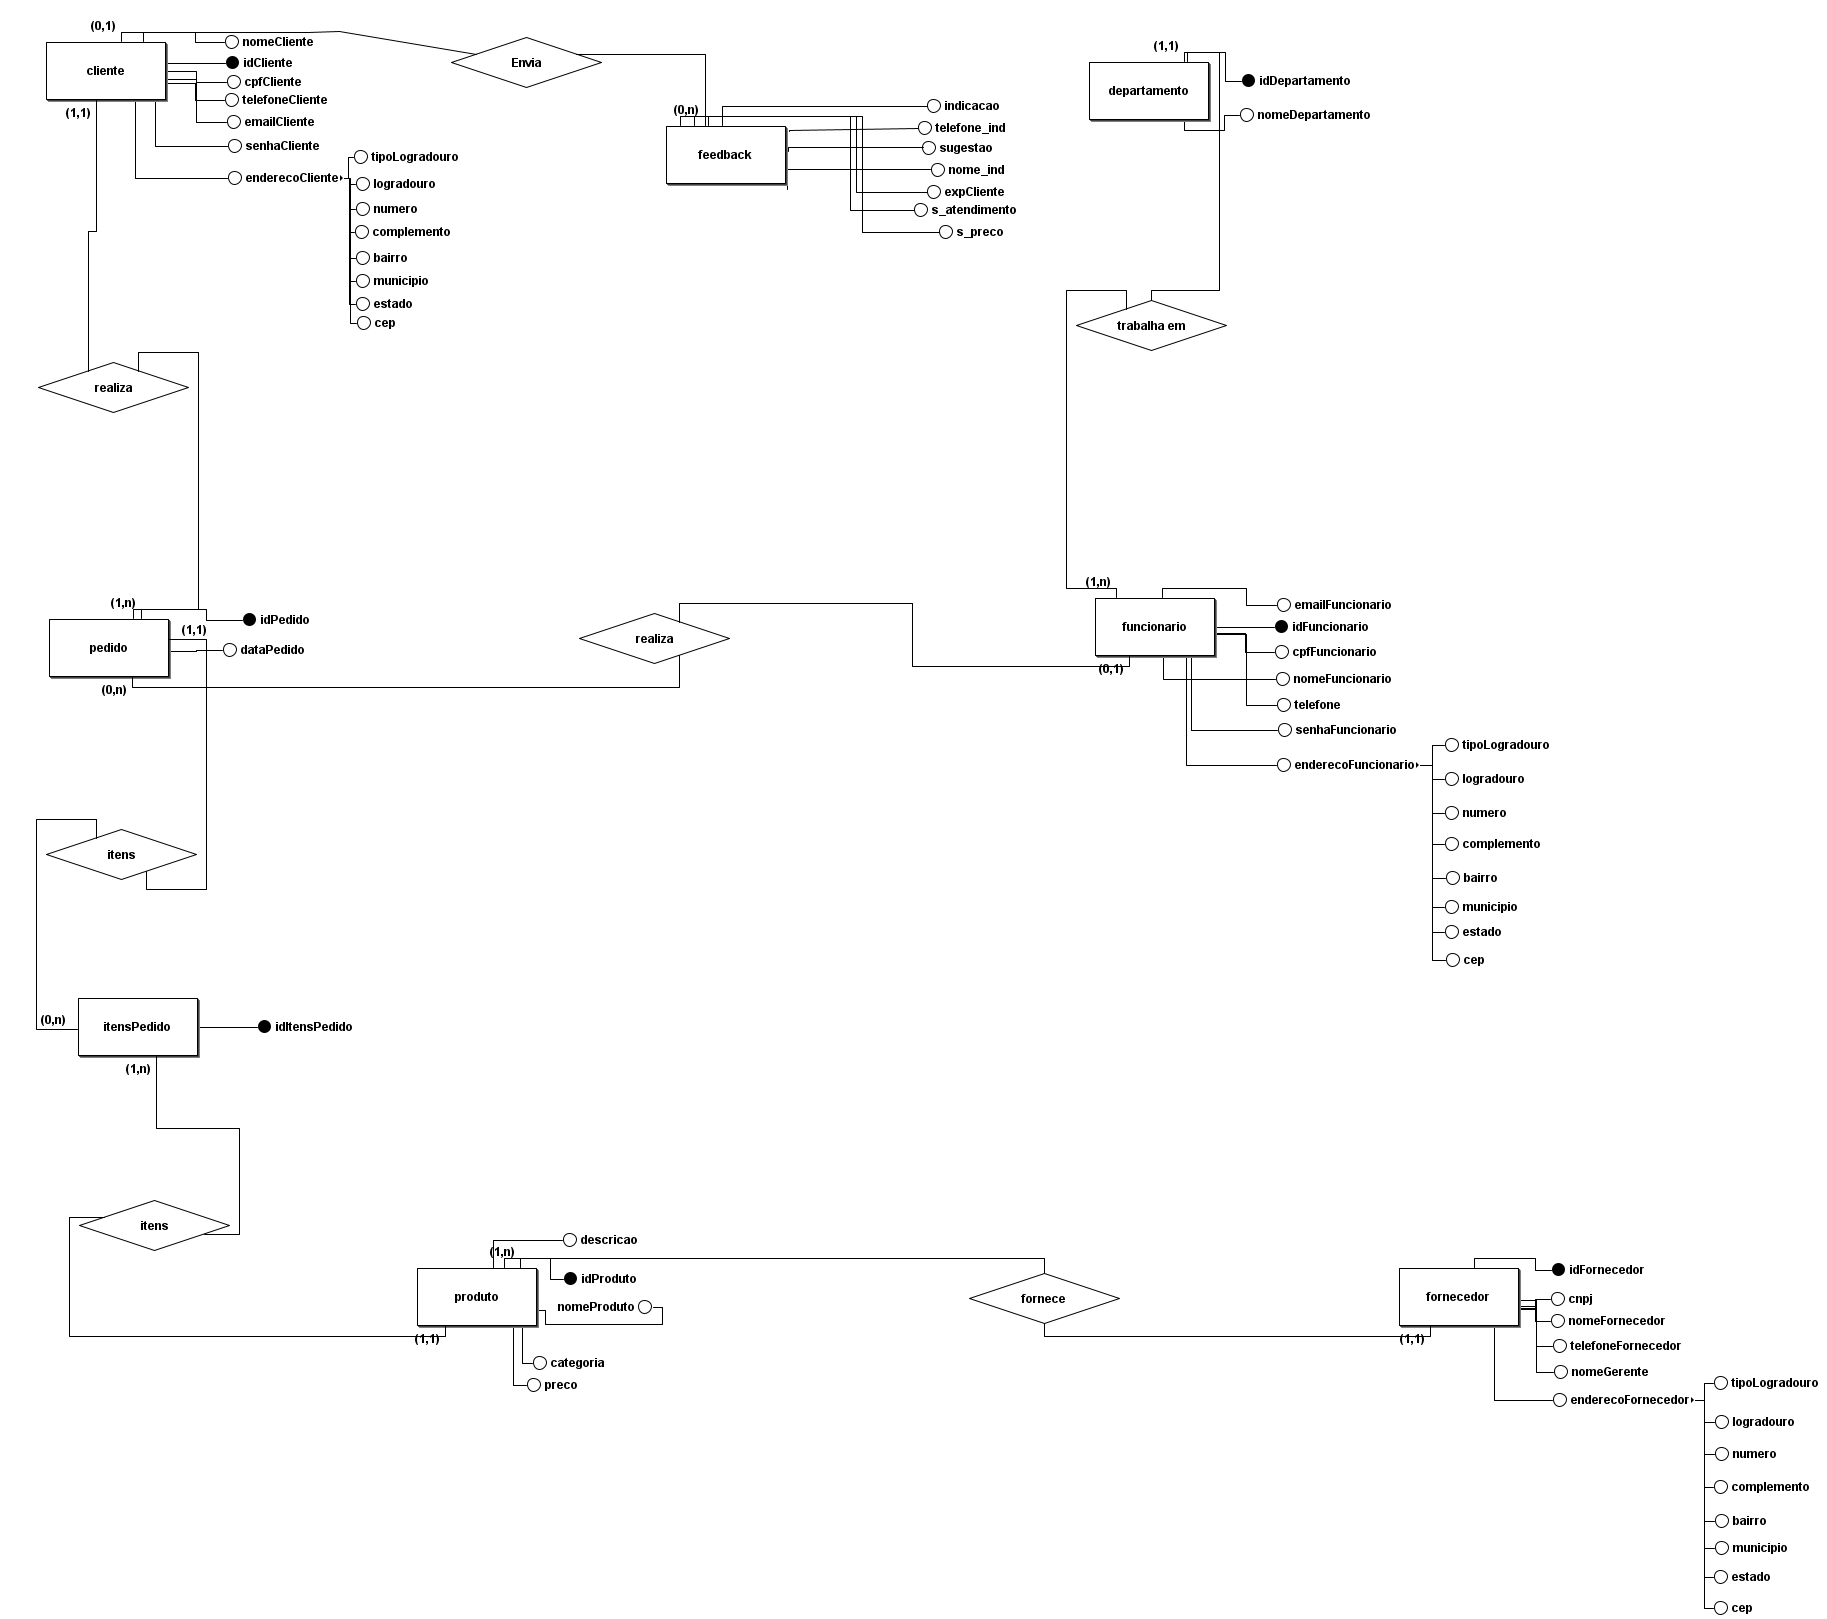 (0,1)
nomeCliente
cliente
idCliente
cpfCliente
telefoneCliente
(1,1)
emailCliente
senhaCliente
enderecoCliente
tipoLogradouro
logradouro
numero
complemento
bairro
municipio
estado
cep
Envia
(0,n)
feedback
indicacao
telefone_ind
sugestao
nome_ind
expCliente
s_atendimento
s_preco
(1,1)
departamento
idDepartamento
nomeDepartamento
trabalha em
realiza
(1,n)
idPedido
(1,1)
pedido
dataPedido
(0,n)
realiza
(1,n)
funcionario
(0,1)
emailFuncionario
idFuncionario
cpfFuncionario
nomeFuncionario
telefone
senhaFuncionario
enderecoFuncionario
tipoLogradouro
logradouro
numero
complemento
bairro
municipio
estado
cep
itens
(0,n)
itensPedido
idItensPedido
(1,n)
itens
descricao
(1,n)
idProduto
produto
nomeProduto
(1,1)
categoria
preco
fornece
fornecedor
(1,1)
idFornecedor
cnpj
nomeFornecedor
telefoneFornecedor
nomeGerente
enderecoFornecedor
tipoLogradouro
logradouro
numero
complemento
bairro
municipio
estado
cep